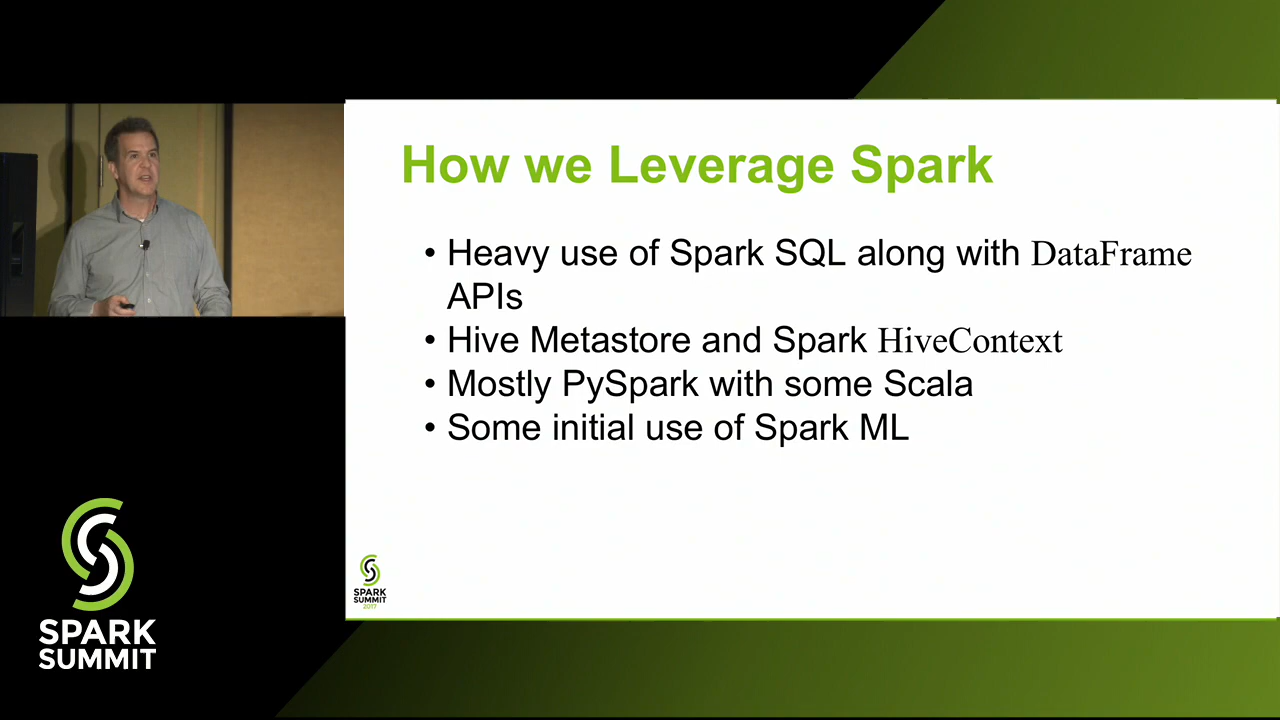 How we Leverage Spark
• Heavy use of Spark SQL along with DataFrame
APIs
• Hive Metastore and Spark HiveContext
• Mostly PySpark with some Scala
• Some initial use of Spark ML
SPARK
SUMMIT
2017
SPARK
SUMMIT